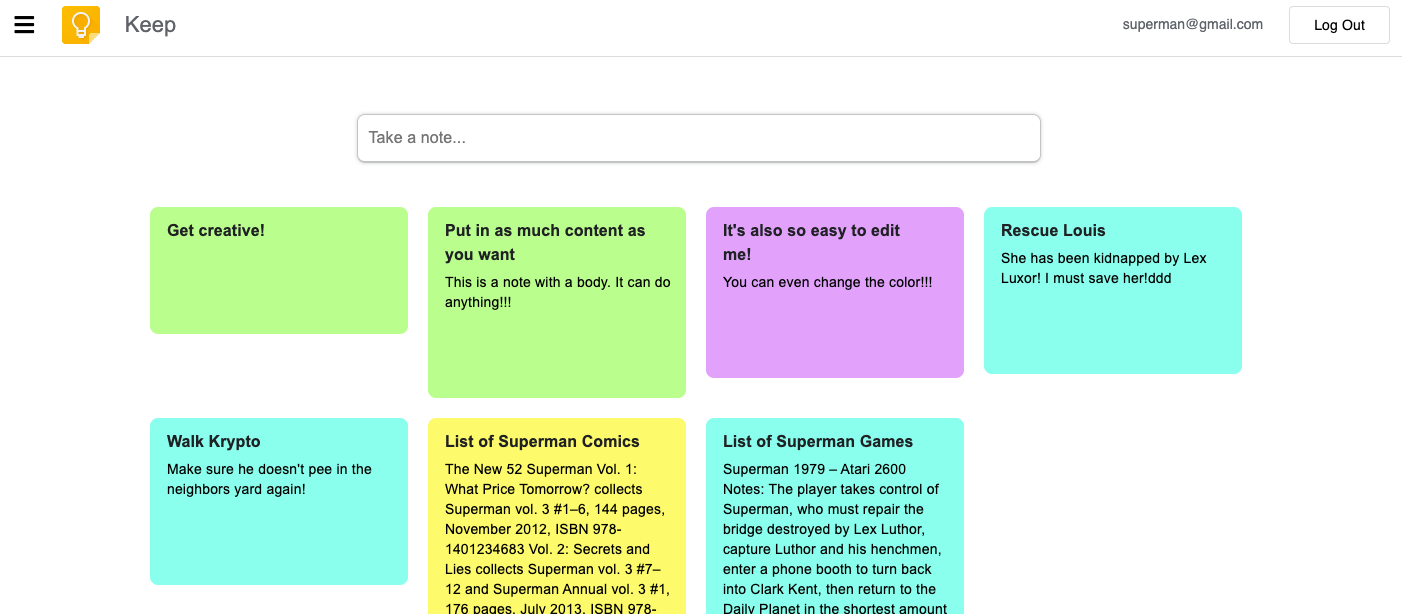 Keep
superman@gmail.com
Log Out
Take a note...
Get creative!
Put in as much content as
you want
This is a note with a body. It can do
anything!!!
It's also so easy to edit
me!
You can even change the color!!!
Rescue Louis
She has been kidnapped by Lex
Luxor! I must save her!ddd
Walk Krypto
Make sure he doesn't pee in the
neighbors yard again!
List of Superman Comics
The New 52 Superman Vol. 1:
What Price Tomorrow? collects
Superman vol. 3 #1–6, 144 pages,
November 2012, ISBN 978-
1401234683 Vol. 2: Secrets and
Lies collects Superman vol. 3 #7–
12 and Superman Annual vol. 3 #1,
176 pages, July 2013, ISBN 978-
List of Superman Games
Superman 1979 – Atari 2600
Notes: The player takes control of
Superman, who must repair the
bridge destroyed by Lex Luthor,
capture Luthor and his henchmen,
enter a phone booth to turn back
into Clark Kent, then return to the
Daily Planet in the shortest amount